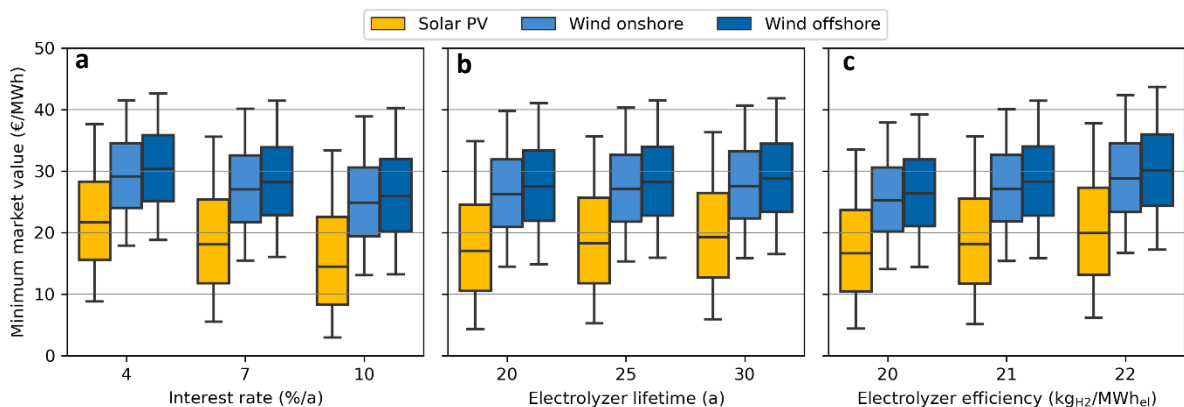 Solar PV Wind onshore Wind offshore
a b c
Minimum market value (€/MWh)
50
40
30
20
10
0
4 7 10
Interest rate (%/a)
20 25 30
Electrolyzer lifetime (a)
20 21 22
Electrolyzer efficiency (kgH2/MWhel)